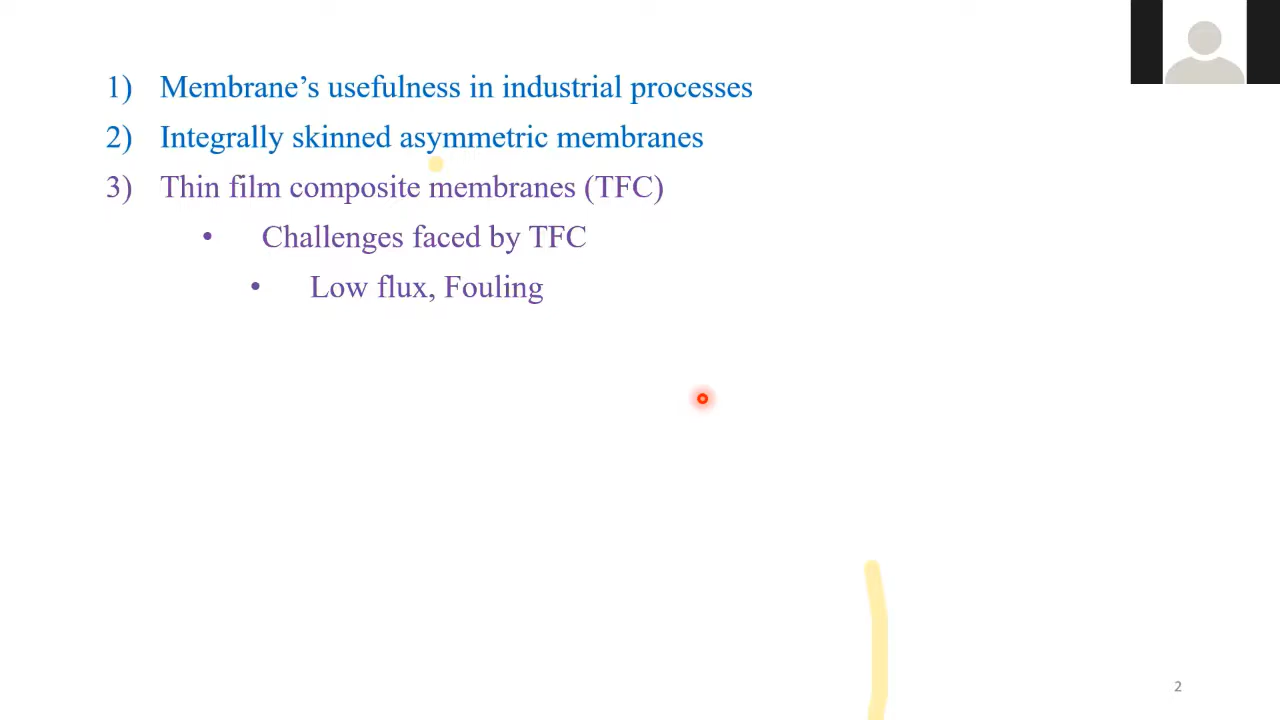 1) Membrane’s usefulness in industrial processes
2) Integrally skinned asymmetric membranes
3) Thin film composite membranes (TFC)
• Challenges faced by TFC
• Low flux, Fouling
2